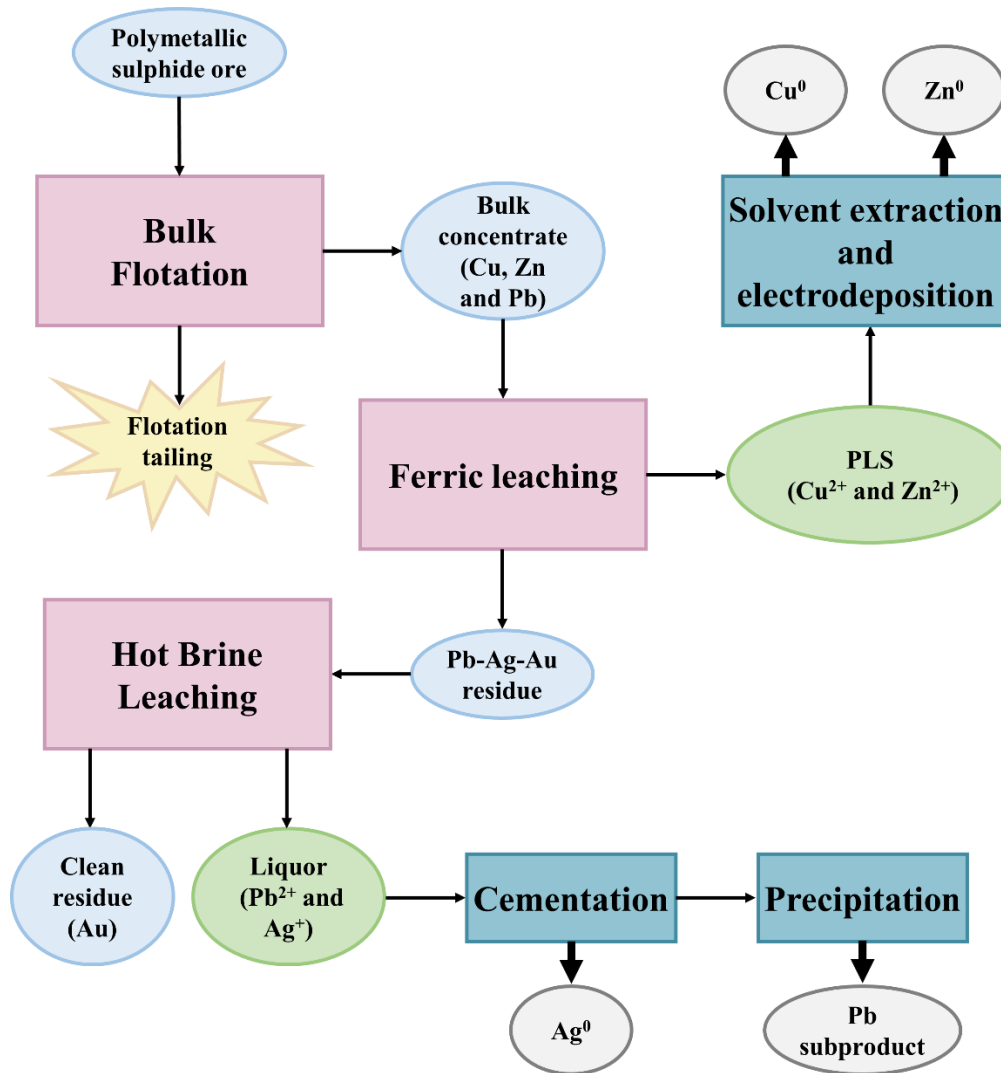 Polymetallic
sulphide ore
Cu⁰
Zn⁰
Bulk
Flotation
Bulk
concentrate
(Cu, Zn
and Pb)
Solvent extraction
and
electrodeposition
Flotation
tailing
Ferric leaching
PLS
(Cu²⁺ and Zn²⁺)
Hot Brine
Leaching
Pb-Ag-Au
residue
Clean
residue
(Au)
Liquor
(Pb²⁺ and
Ag⁺)
Cementation
Precipitation
Ag⁰
Pb
subproduct